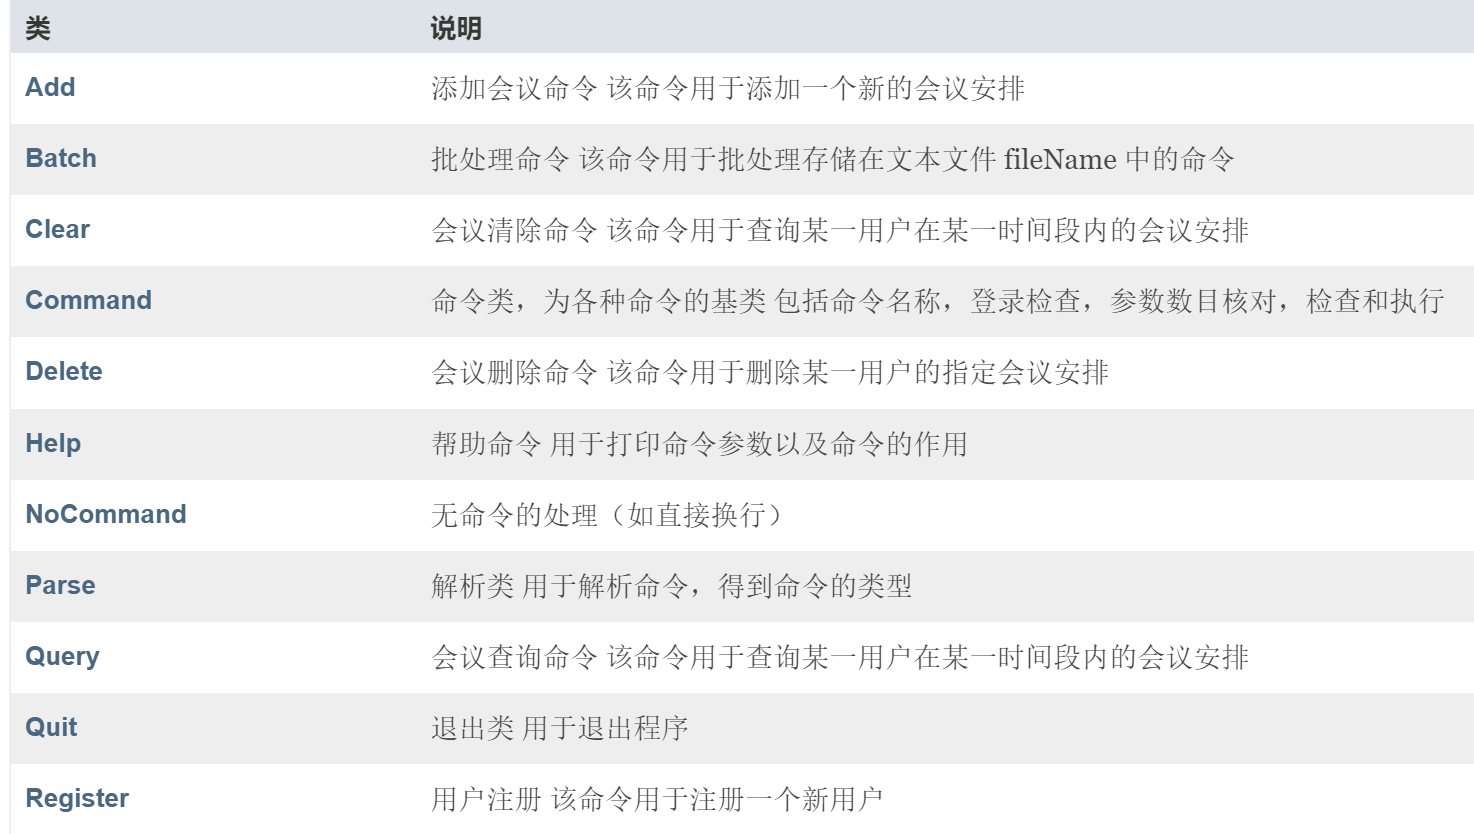 类 说明
Add 添加会议命令 该命令用于添加一个新的会议安排
Batch 批处理命令 该命令用于批处理存储在文本文件 fileName 中的命令
Clear 会议清除命令 该命令用于查询某一用户在某一时间段内的会议安排
Command 命令类，为各种命令的基类 包括命令名称，登录检查，参数数目核对，检查和执行
Delete 会议删除命令 该命令用于删除某一用户的指定会议安排
Help 帮助命令 用于打印命令参数以及命令的作用
NoCommand 无命令的处理（如直接换行）
Parse 解析类 用于解析命令，得到命令的类型
Query 会议查询命令 该命令用于查询某一用户在某一时间段内的会议安排
Quit 退出类 用于退出程序
Register 用户注册 该命令用于注册一个新用户